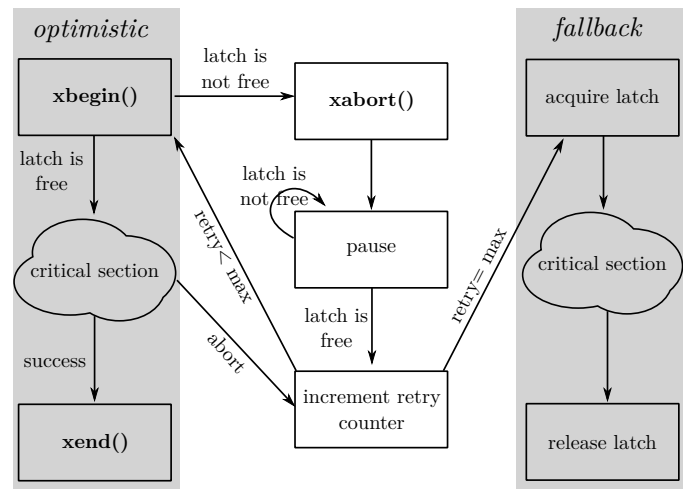 optimistic
fallback
latch is
not free
xbegin()
xabort()
acquire latch
latch is
free
latch is
not free
retry< max
retry= max
pause
critical section
critical section
latch is
free
success
abort
increment retry
counter
xend()
release latch